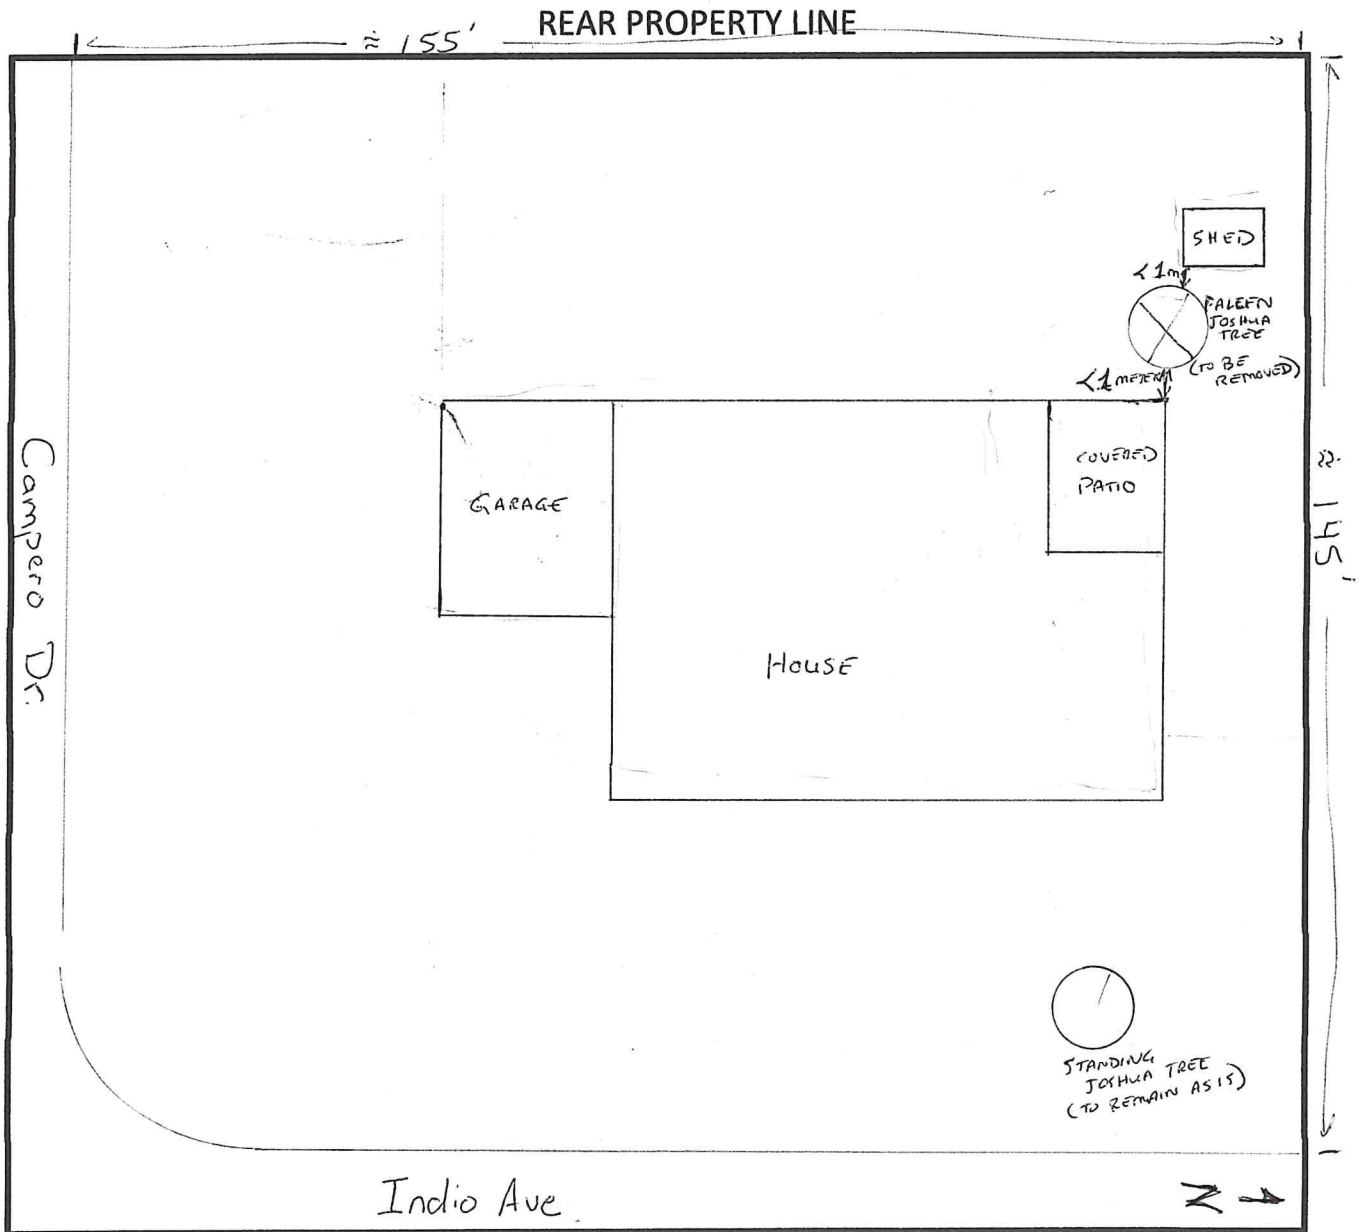 REAR PROPERTY LINE
≈ 155'
SHED
<1m
FALLEN
JOSHUA
TREE
(TO BE
REMOVED)
<1 METER
COVERED
PATIO
GARAGE
HOUSE
Campero Dr.
≈ 145'
STANDING
JOSHUA TREE
(TO REMAIN AS IS)
Indio Ave
N